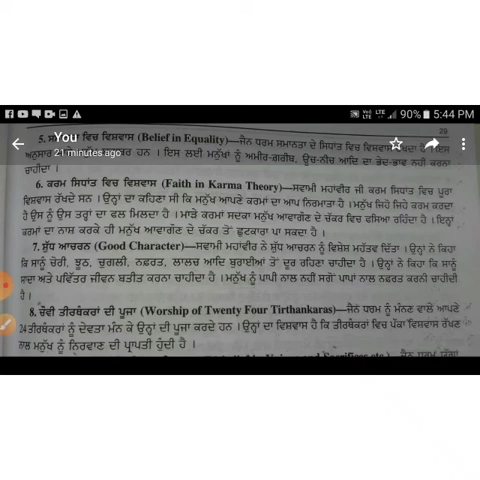 90% 5:44 PM
29
You
21 minutes ago
5. ਵਿਚ ਵਿਸ਼ਵਾਸ (Belief in Equality)—ਜੈਨ ਧਰਮ ਸਮਾਨਤਾ ਦੇ ਸਿਧਾਂਤ ਵਿਚ ਵਿਸ਼ਵਾਸ ਰੱਖਦਾ ਹੈ।ਇਸ
ਅਨੁਸਾਰ ਹਨ । ਇਸ ਲਈ ਮਨੁੱਖਾਂ ਨੂੰ ਅਮੀਰ-ਗਰੀਬ, ਊਚ-ਨੀਚ ਆਦਿ ਦਾ ਭੇਦ-ਭਾਵ ਨਹੀਂ ਕਰਨਾ
ਚਾਹੀਦਾ ।
6. ਕਰਮ ਸਿਧਾਂਤ ਵਿਚ ਵਿਸ਼ਵਾਸ (Faith in Karma Theory)—ਸਵਾਮੀ ਮਹਾਂਵੀਰ ਜੀ ਕਰਮ ਸਿਧਾਂਤ ਵਿਚ ਪੂਰਾ
ਵਿਸ਼ਵਾਸ ਰੱਖਦੇ ਸਨ । ਉਨ੍ਹਾਂ ਦਾ ਕਹਿਣਾ ਸੀ ਕਿ ਮਨੁੱਖ ਆਪਣੇ ਕਰਮਾਂ ਦਾ ਆਪ ਨਿਰਮਾਤਾ ਹੈ । ਮਨੁੱਖ ਜਿਹੋ ਜਿਹੇ ਕਰਮ ਕਰਦਾ
ਹੈ ਉਸ ਨੂੰ ਉਸ ਤਰ੍ਹਾਂ ਦਾ ਫਲ ਮਿਲਦਾ ਹੈ । ਮਾੜੇ ਕਰਮਾਂ ਸਦਕਾ ਮਨੁੱਖ ਆਵਾਗੌਣ ਦੇ ਚੱਕਰ ਵਿਚ ਫਸਿਆ ਰਹਿੰਦਾ ਹੈ । ਇਨ੍ਹਾਂ
ਕਰਮਾਂ ਦਾ ਨਾਸ ਕਰਕੇ ਹੀ ਮਨੁੱਖ ਆਵਾਗੌਣ ਦੇ ਚੱਕਰ ਤੋਂ ਛੁਟਕਾਰਾ ਪਾ ਸਕਦਾ ਹੈ ।
7. ਸ਼ੁੱਧ ਆਚਰਨ (Good Character)—ਸਵਾਮੀ ਮਹਾਂਵੀਰ ਨੇ ਸ਼ੁੱਧ ਆਚਰਨ ਨੂੰ ਵਿਸ਼ੇਸ਼ ਮਹੱਤਵ ਦਿੱਤਾ । ਉਨ੍ਹਾਂ ਨੇ ਕਿਹਾ
ਕਿ ਸਾਨੂੰ ਚੋਰੀ, ਝੂਠ, ਚੁਗਲੀ, ਨਫ਼ਰਤ, ਲਾਲਚ ਆਦਿ ਬੁਰਾਈਆਂ ਤੋਂ ਦੂਰ ਰਹਿਣਾ ਚਾਹੀਦਾ ਹੈ । ਉਨ੍ਹਾਂ ਨੇ ਕਿਹਾ ਕਿ ਸਾਨੂੰ
ਸਾਦਾ ਅਤੇ ਪਵਿੱਤਰ ਜੀਵਨ ਬਤੀਤ ਕਰਨਾ ਚਾਹੀਦਾ ਹੈ । ਮਨੁੱਖ ਨੂੰ ਪਾਪੀ ਨਾਲ ਨਹੀਂ ਸਗੋਂ ਪਾਪਾਂ ਨਾਲ ਨਫ਼ਰਤ ਕਰਨੀ ਚਾਹੀਦੀ
ਹੈ ।
8. ਚੌਵੀ ਤੀਰਥੰਕਰਾਂ ਦੀ ਪੂਜਾ (Worship of Twenty Four Tirthankaras)—ਜੈਨ ਧਰਮ ਨੂੰ ਮੰਨਣ ਵਾਲੇ ਆਪਣੇ
24 ਤੀਰਥੰਕਰਾਂ ਨੂੰ ਦੇਵਤਾ ਮੰਨ ਕੇ ਉਨ੍ਹਾਂ ਦੀ ਪੂਜਾ ਕਰਦੇ ਹਨ । ਉਨ੍ਹਾਂ ਦਾ ਵਿਸ਼ਵਾਸ ਹੈ ਕਿ ਤੀਰਥੰਕਰਾਂ ਵਿਚ ਪੱਕਾ ਵਿਸ਼ਵਾਸ ਰੱਖਣ
ਨਾਲ ਮਨੁੱਖ ਨੂੰ ਨਿਰਵਾਣ ਦੀ ਪ੍ਰਾਪਤੀ ਹੁੰਦੀ ਹੈ ।